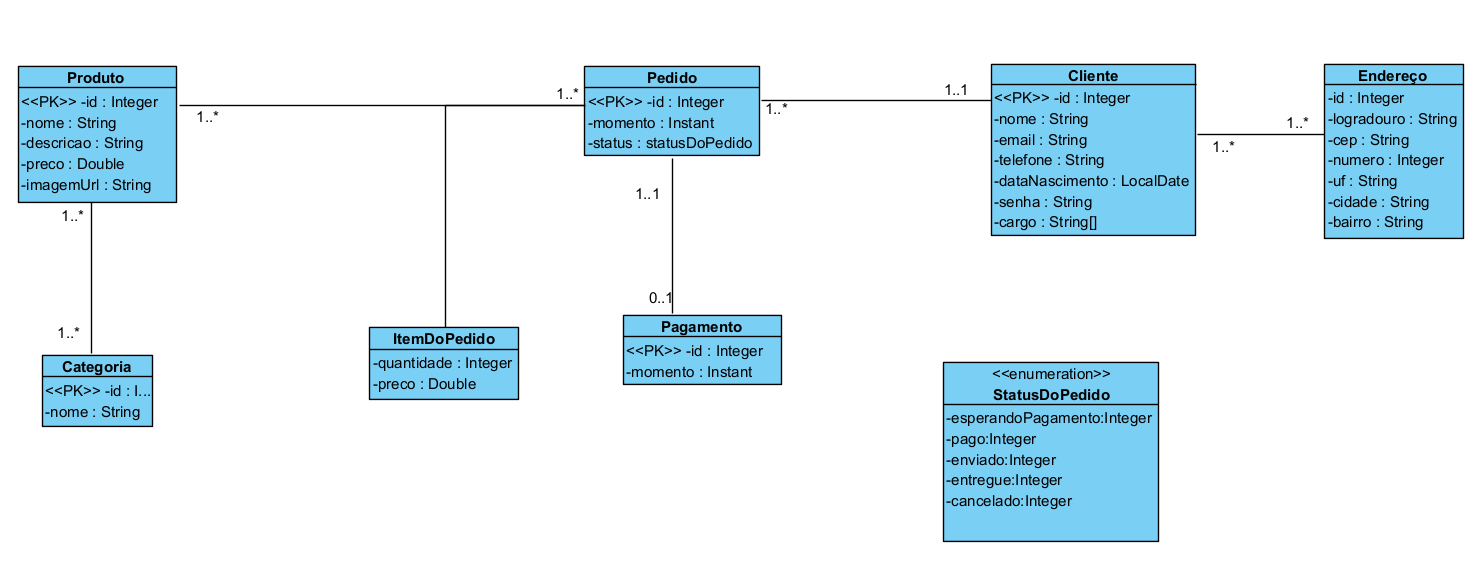 Produto
<<PK>> -id : Integer
-nome : String
-descricao : String
-preco : Double
-imagemUrl : String
1..*
1..*
Pedido
<<PK>> -id : Integer
-momento : Instant
-status : statusDoPedido
1..*
1..1
Cliente
<<PK>> -id : Integer
-nome : String
-email : String
-telefone : String
-dataNascimento : LocalDate
-senha : String
-cargo : String[]
1..*
1..*
Endereço
-id : Integer
-logradouro : String
-cep : String
-numero : Integer
-uf : String
-cidade : String
-bairro : String
1..*
1..*
Categoria
<<PK>> -id : I...
-nome : String
ItemDoPedido
-quantidade : Integer
-preco : Double
1..1
0..1
Pagamento
<<PK>> -id : Integer
-momento : Instant
<<enumeration>>
StatusDoPedido
-esperandoPagamento:Integer
-pago:Integer
-enviado:Integer
-entregue:Integer
-cancelado:Integer